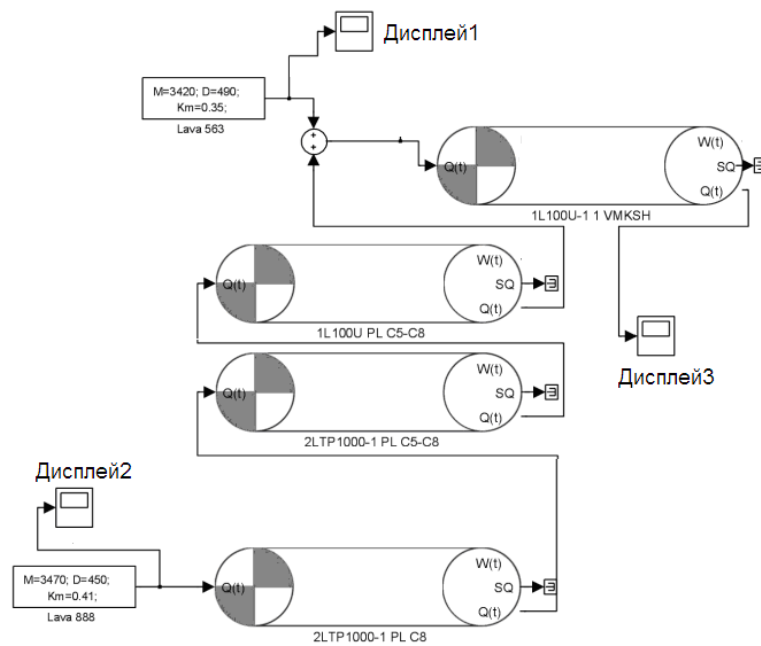 Дисплей1
M=3420; D=490;
Km=0.35;
Lava 563
+
+
Q(t)
W(t)
SQ
Q(t)
1L100U-1 1 VMKSH
Q(t)
W(t)
SQ
Q(t)
1L100U PL C5-C8
Дисплей3
Q(t)
W(t)
SQ
Q(t)
2LTP1000-1 PL C5-C8
Дисплей2
M=3470; D=450;
Km=0.41;
Lava 888
Q(t)
W(t)
SQ
Q(t)
2LTP1000-1 PL C8